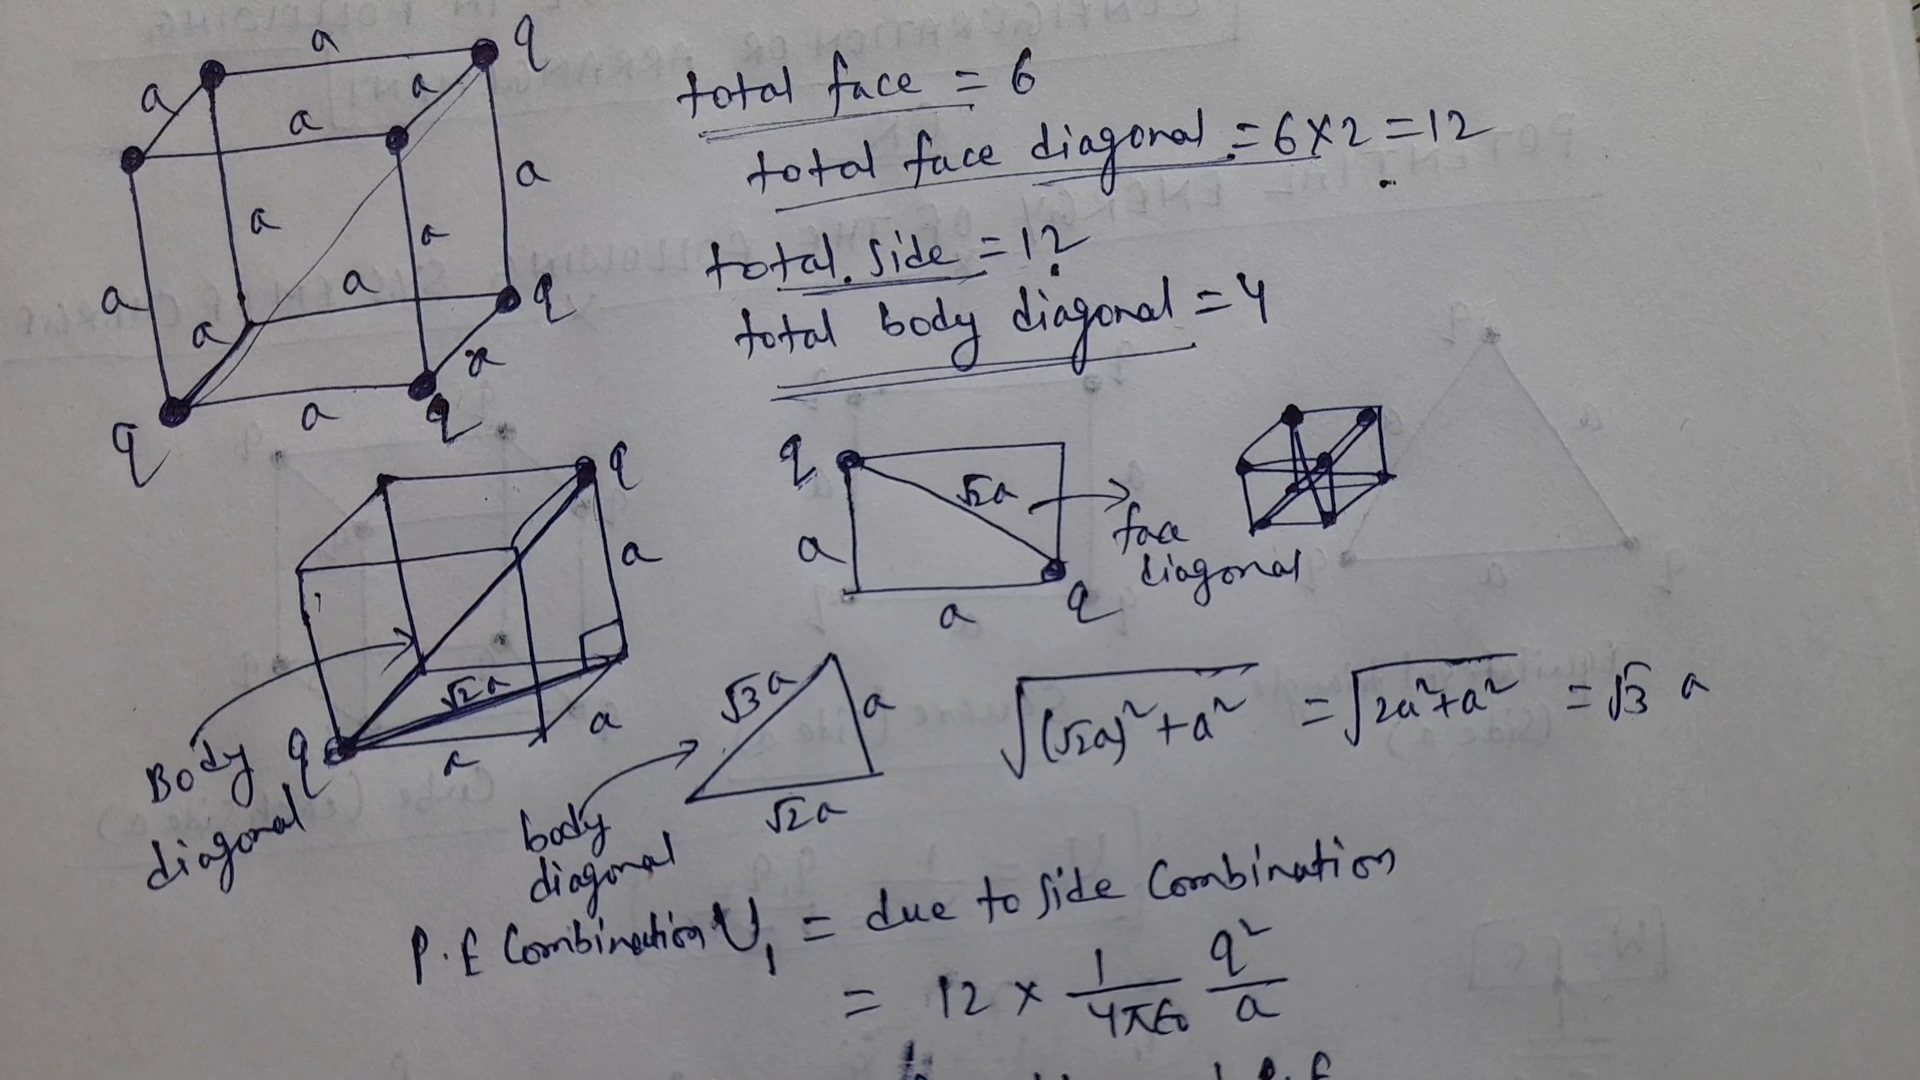 a
q
a
a
a
total face = 6
total face diagonal = 6×2 = 12
a
a
a
total side = 12
a
a
q
a
total body diagonal = 4
a
a
q
q
q
q
√2a
a
a
face
diagonal
a
q
√2a
q
a
a
Body
diagonal
√3a
a
√2a
√((√2a)²+a²) = √(2a²+a²) = √3 a
body
diagonal
P.E Combination U₁ = due to side Combination
= 12 × 1/4πε₀ q²/a
P.E